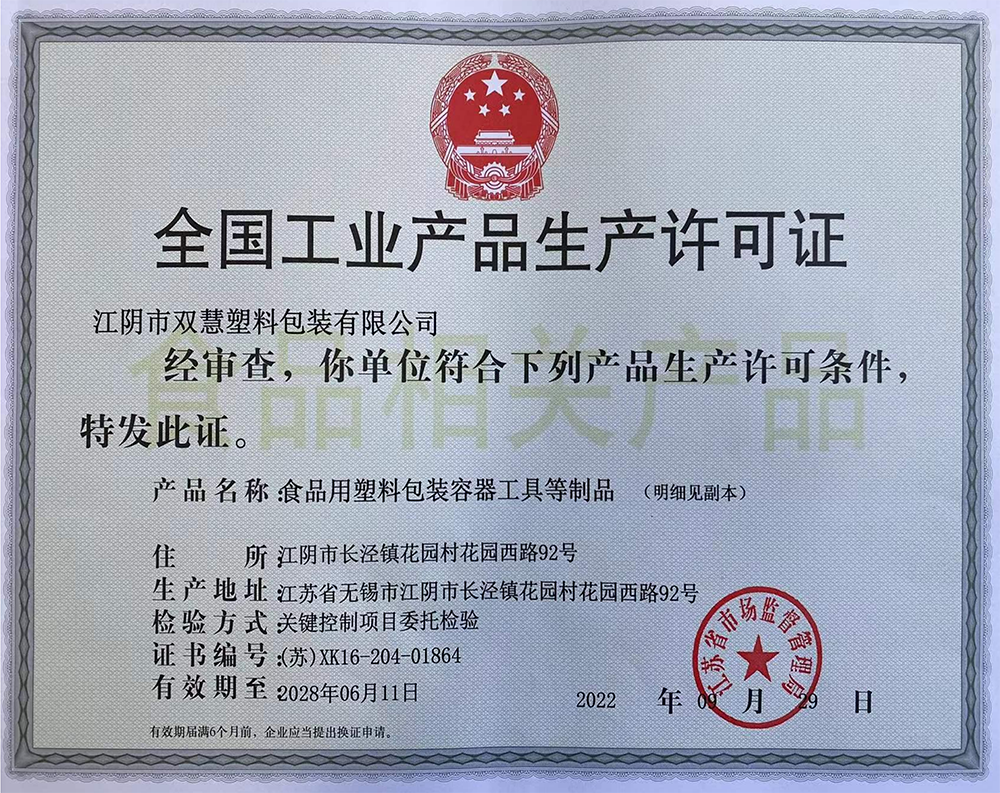 全国工业产品生产许可证
江阴市双慧塑料包装有限公司
食品相关产品
经审查，你单位符合下列产品生产许可条件，
特发此证。
产品名称：食品用塑料包装容器工具等制品 （明细见副本）
住所：江阴市长泾镇花园村花园西路92号
生产地址：江苏省无锡市江阴市长泾镇花园村花园西路92号
检验方式：关键控制项目委托检验
证书编号：(苏)XK16-204-01864
有效期至：2028年06月11日
江苏省市场监督管理局
2022 年 09 月 29 日
有效期届满6个月前，企业应当提出换证申请。